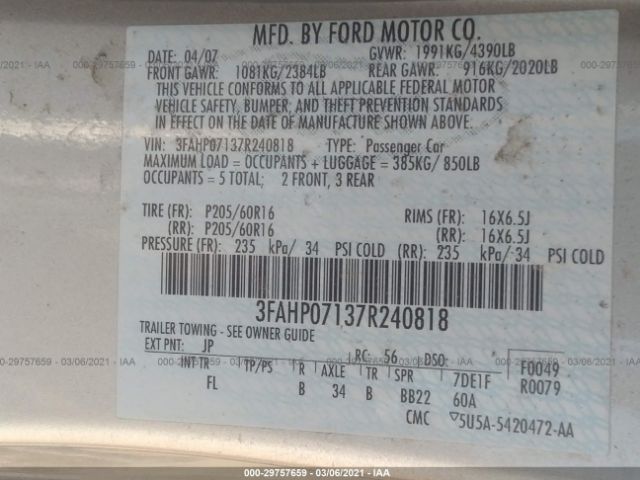 MFD. BY FORD MOTOR CO.
DATE: 04/07 GVWR: 1991KG/4390LB
FRONT GAWR: 1081KG/2384LB REAR GAWR: 916KG/2020LB
THIS VEHICLE CONFORMS TO ALL APPLICABLE FEDERAL MOTOR
VEHICLE SAFETY, BUMPER, AND THEFT PREVENTION STANDARDS
IN EFFECT ON THE DATE OF MANUFACTURE SHOWN ABOVE.
VIN: 3FAHP07137R240818 TYPE: Passenger Car
MAXIMUM LOAD = OCCUPANTS + LUGGAGE = 385KG/ 850LB
OCCUPANTS = 5 TOTAL; 2 FRONT, 3 REAR
TIRE (FR): P205/60R16 RIMS (FR): 16X6.5J
(RR): P205/60R16 (RR): 16X6.5J
PRESSURE (FR): 235 kPa/ 34 PSI COLD (RR): 235 kPa/ 34 PSI COLD
3FAHP07137R240818
TRAILER TOWING - SEE OWNER GUIDE
EXT PNT: JP RC: 56 DSO: F0049
INT TR TP/PS R AXLE TR SPR 7DE1F R0079
FL B 34 B BB22 60A
CMC 5U5A-5420472-AA
000-29757659 - 03/06/2021 - IAA